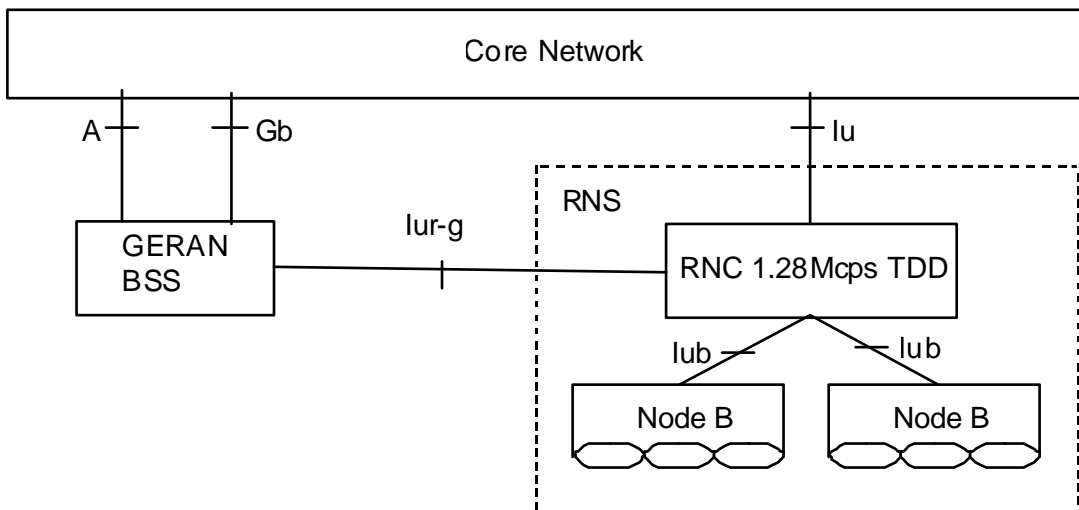 Core Network
A
Gb
Iu
RNS
Iur-g
GERAN
BSS
RNC 1.28Mcps TDD
Iub
Iub
Node B
Node B